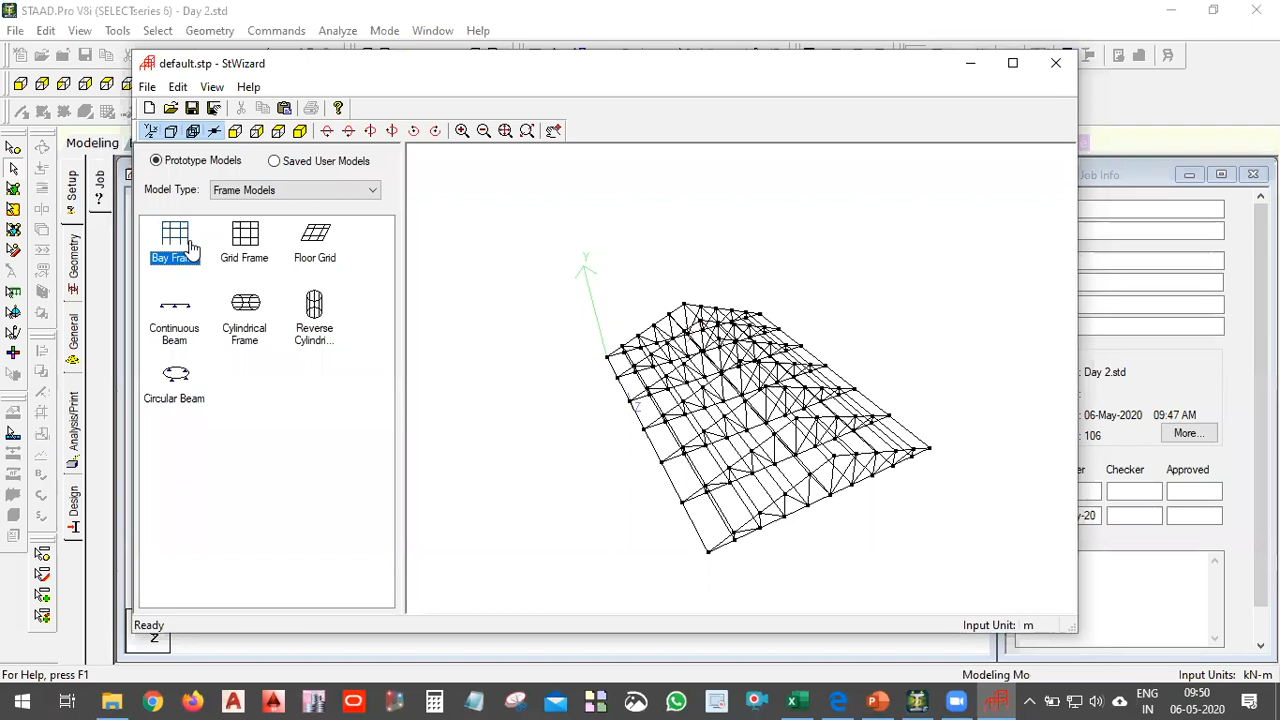 STAAD.Pro V8i (SELECTseries 6) - Day 2.std
File Edit View Tools Select Geometry Commands Analyze Mode Window Help
default.stp - StWizard
File Edit View Help
Modeling
Prototype Models Saved User Models
Model Type: Frame Models
Bay Fram
Grid Frame
Floor Grid
Continuous
Beam
Cylindrical
Frame
Reverse
Cylindri...
Circular Beam
Y
Z
Ready
Input Unit: m
Setup
Job
Geometry
General
Analysis/Print
Design
Job Info
Day 2.std
06-May-2020 09:47 AM
: 106 More...
er Checker Approved
y-20
Z
For Help, press F1
Modeling Mo
Input Units: kN-m
ENG
IN
09:50
06-05-2020